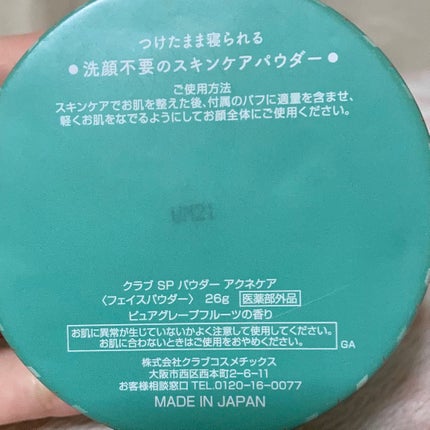 つけたまま寝られる
●洗顔不要のスキンケアパウダー●
ご使用方法
スキンケアでお肌を整えた後、付属のパフに適量を含ませ、
軽くお肌をなでるようにしてお顔全体にご使用ください。
WM21
クラブ SP パウダー アクネケア
〈フェイスパウダー〉 26g 医薬部外品
ピュアグレープフルーツの香り
お肌に異常が生じていないかよく注意して使用してください。
お肌に合わないときはご使用をおやめください。
GA
株式会社クラブコスメチックス
大阪市西区西本町2-6-11
お客様相談窓口 TEL.0120-16-0077
MADE IN JAPAN